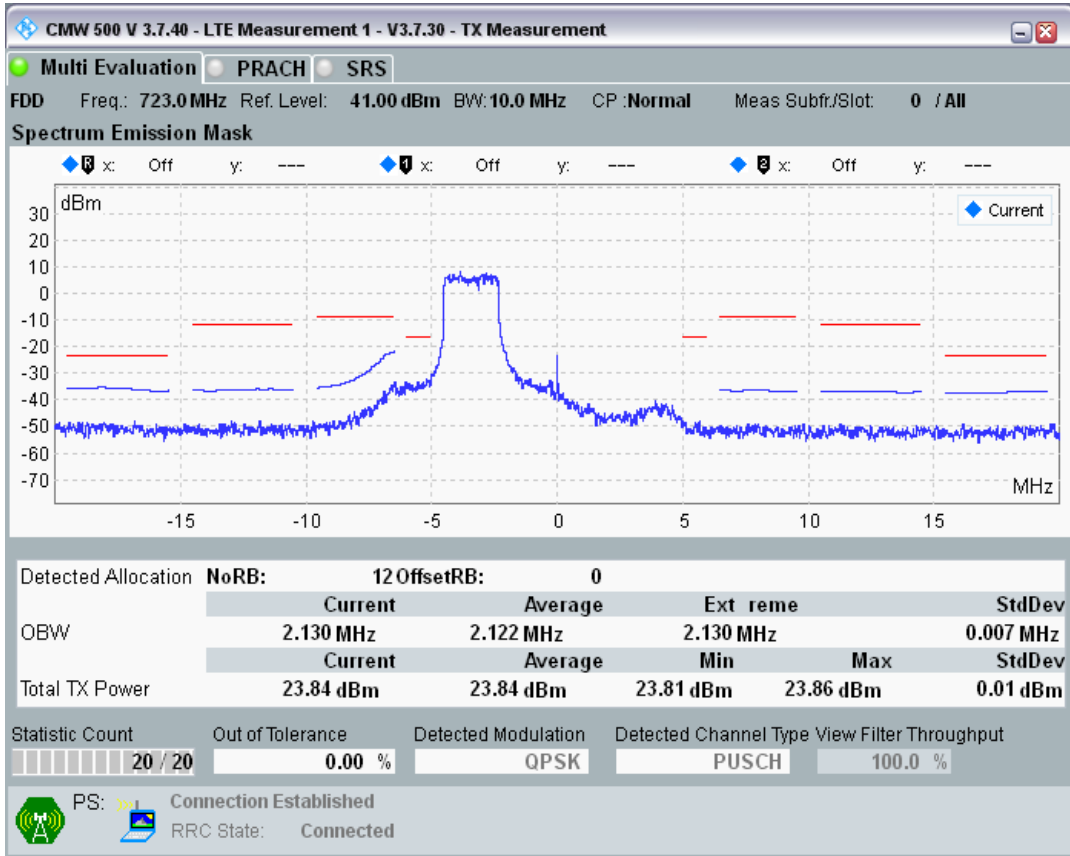 CMW 500 V 3.7.40 - LTE Measurement 1 - V3.7.30 - TX Measurement
Multi Evaluation PRACH SRS
FDD Freq.: 723.0 MHz Ref. Level: 41.00 dBm BW: 10.0 MHz CP :Normal Meas Subfr./Slot: 0 / All
Spectrum Emission Mask
R x: Off y: --- 1 x: Off y: --- 2 x: Off y: ---
dBm
Current
30
20
10
0
-10
-20
-30
-40
-50
-60
-70
MHz
-15 -10 -5 0 5 10 15
Detected Allocation NoRB: 12 OffsetRB: 0
Current Average Ext reme StdDev
OBW 2.130 MHz 2.122 MHz 2.130 MHz 0.007 MHz
Current Average Min Max StdDev
Total TX Power 23.84 dBm 23.84 dBm 23.81 dBm 23.86 dBm 0.01 dBm
Statistic Count Out of Tolerance Detected Modulation Detected Channel Type View Filter Throughput
20 / 20 0.00 % QPSK PUSCH 100.0 %
PS: Connection Established
RRC State: Connected